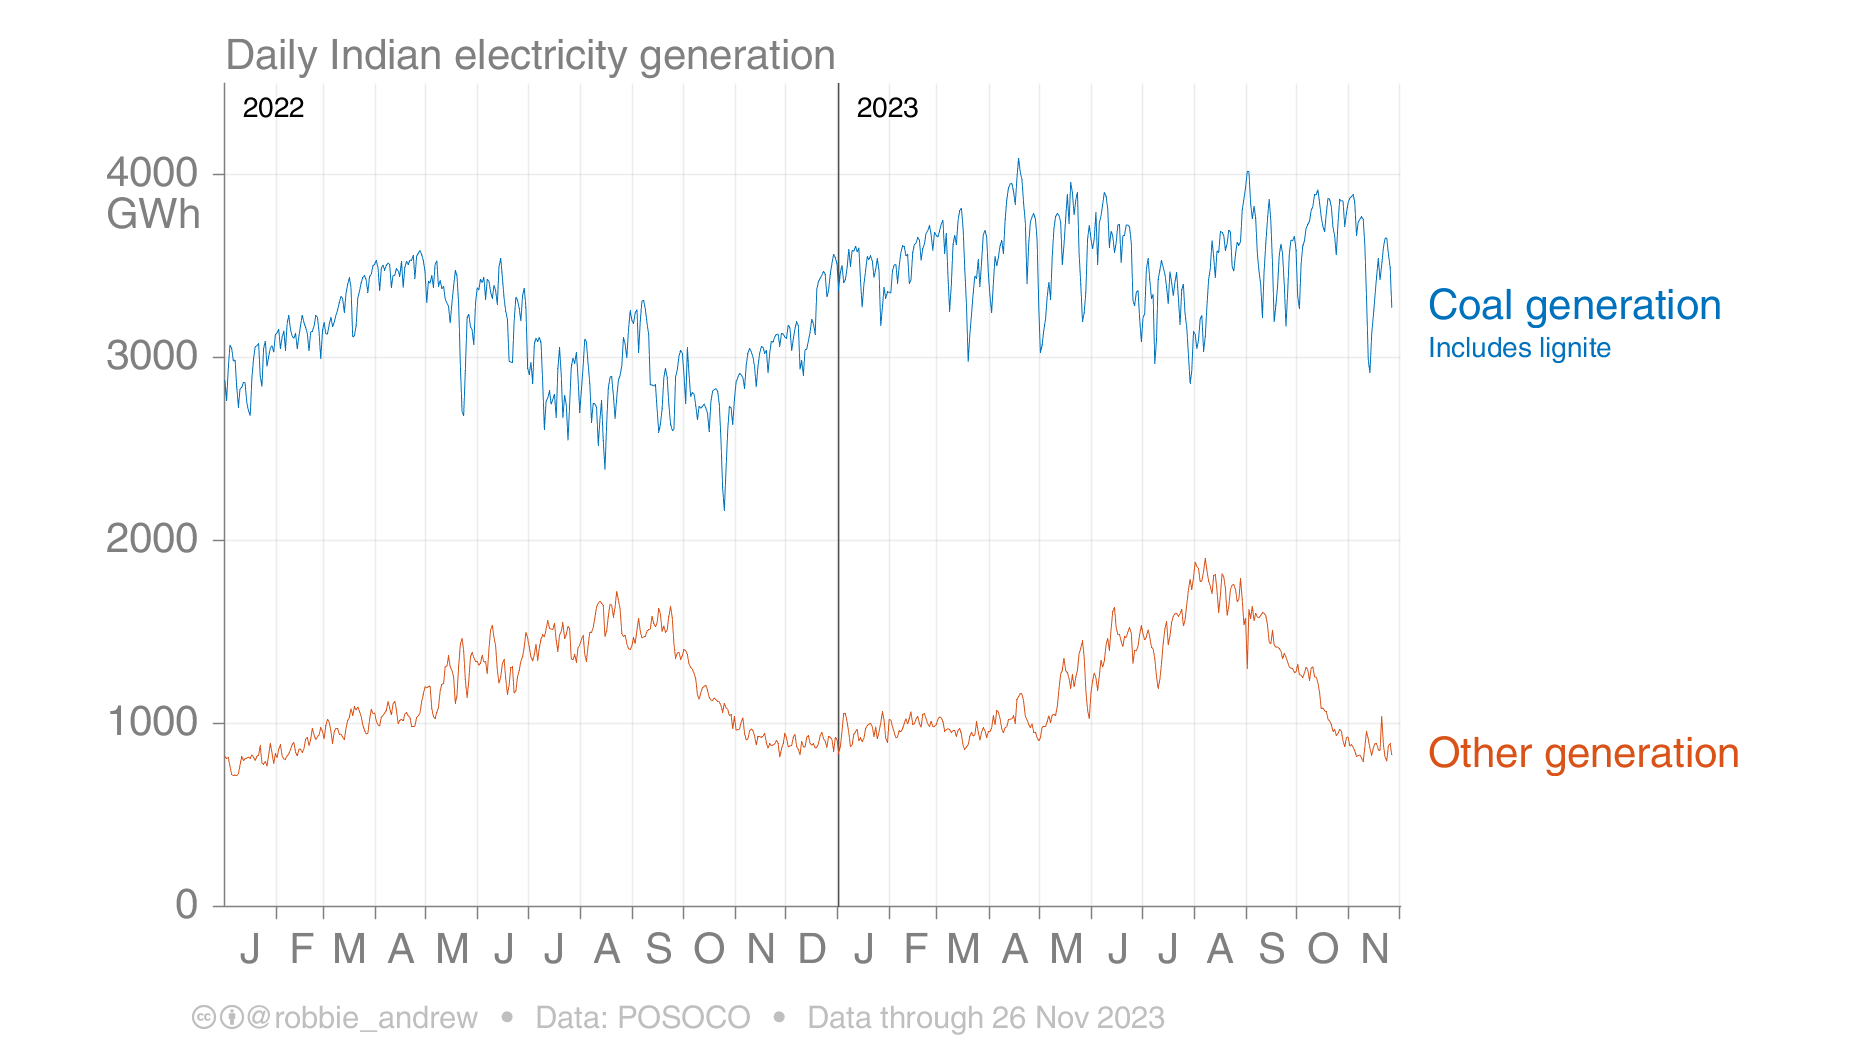 Daily Indian electricity generation
2022
2023
4000
GWh
3000
2000
1000
0
Coal generation
Includes lignite
Other generation
J F M A M J J A S O N D J F M A M J J A S O N
@robbie_andrew • Data: POSOCO • Data through 26 Nov 2023